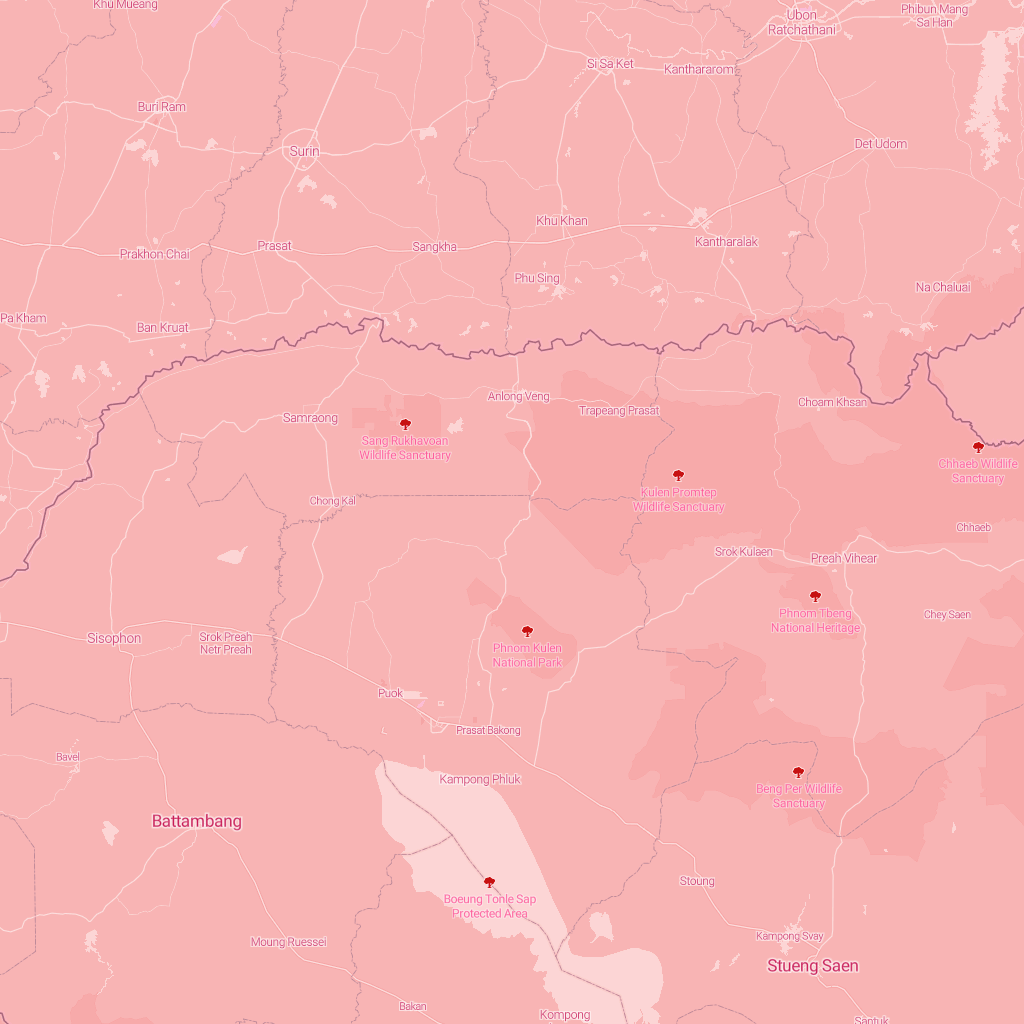 Khu Mueang
Ubon
Ratchathani
Phibun Mang
Sa Han
Si Sa Ket
Kanthararom
Buri Ram
Surin
Det Udom
Khu Khan
Kantharalak
Prakhon Chai
Prasat
Sangkha
Phu Sing
Na Chaluai
Pa Kham
Ban Kruat
Anlong Veng
Trapeang Prasat
Choam Khsan
Samraong
Sang Rukhavoan
Wildlife Sanctuary
Chhaeb Wildlife
Sanctuary
Kulen Promtep
Wildlife Sanctuary
Chong Kal
Chhaeb
Srok Kulaen
Preah Vihear
Phnom Tbeng
National Heritage
Chey Saen
Sisophon
Srok Preah
Netr Preah
Phnom Kulen
National Park
Puok
Prasat Bakong
Bavel
Kampong Phluk
Beng Per Wildlife
Sanctuary
Battambang
Stoung
Boeung Tonle Sap
Protected Area
Moung Ruessei
Kampong Svay
Stueng Saen
Bakan
Kompong
Santuk